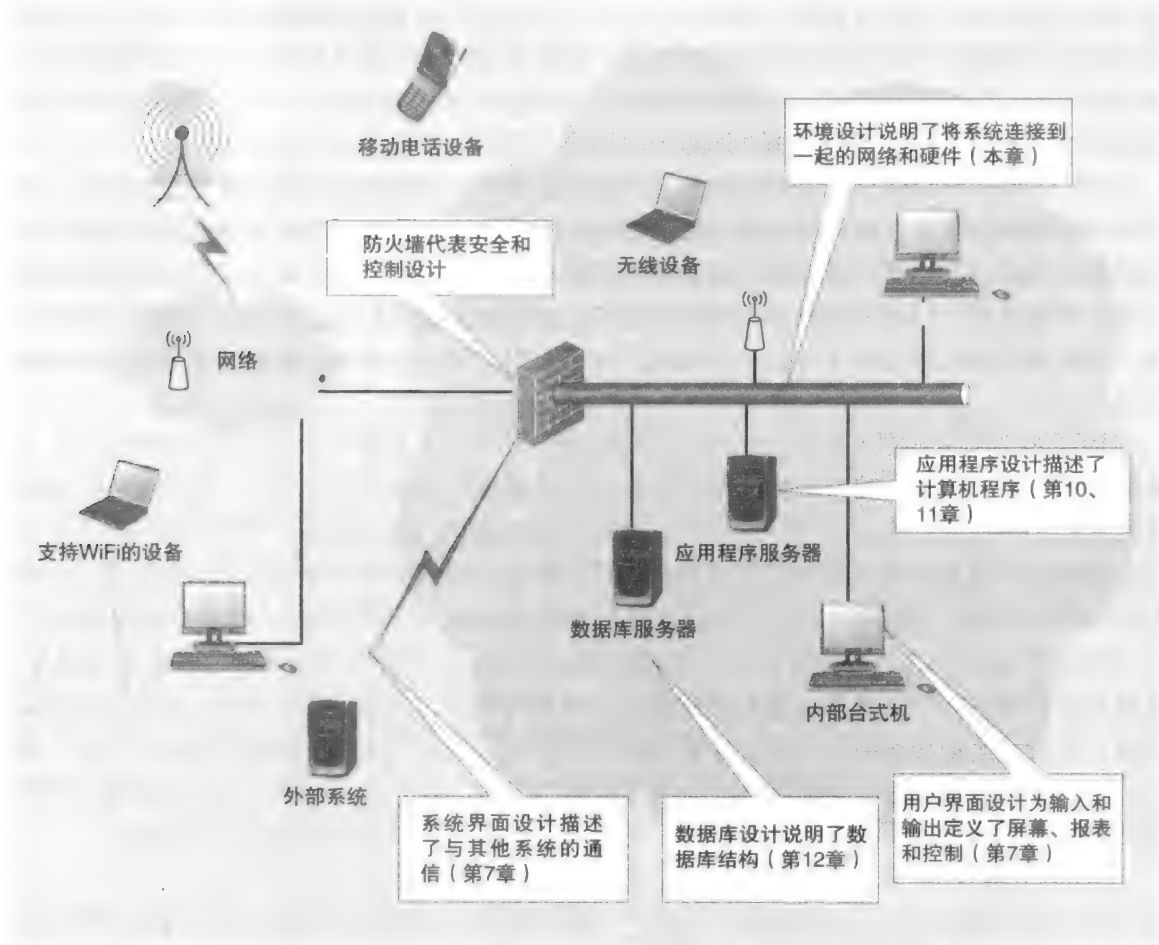 移动电话设备
环境设计说明了将系统连接到
一起的网络和硬件（本章）
防火墙代表安全和
控制设计
无线设备
网络
支持WiFi的设备
应用程序设计描述了
计算机程序（第10、
11章）
应用程序服务器
数据库服务器
内部台式机
外部系统
系统界面设计描述
了与其他系统的通
信（第7章）
数据库设计说明了数
据库结构（第12章）
用户界面设计为输入和
输出定义了屏幕、报表
和控制（第7章）